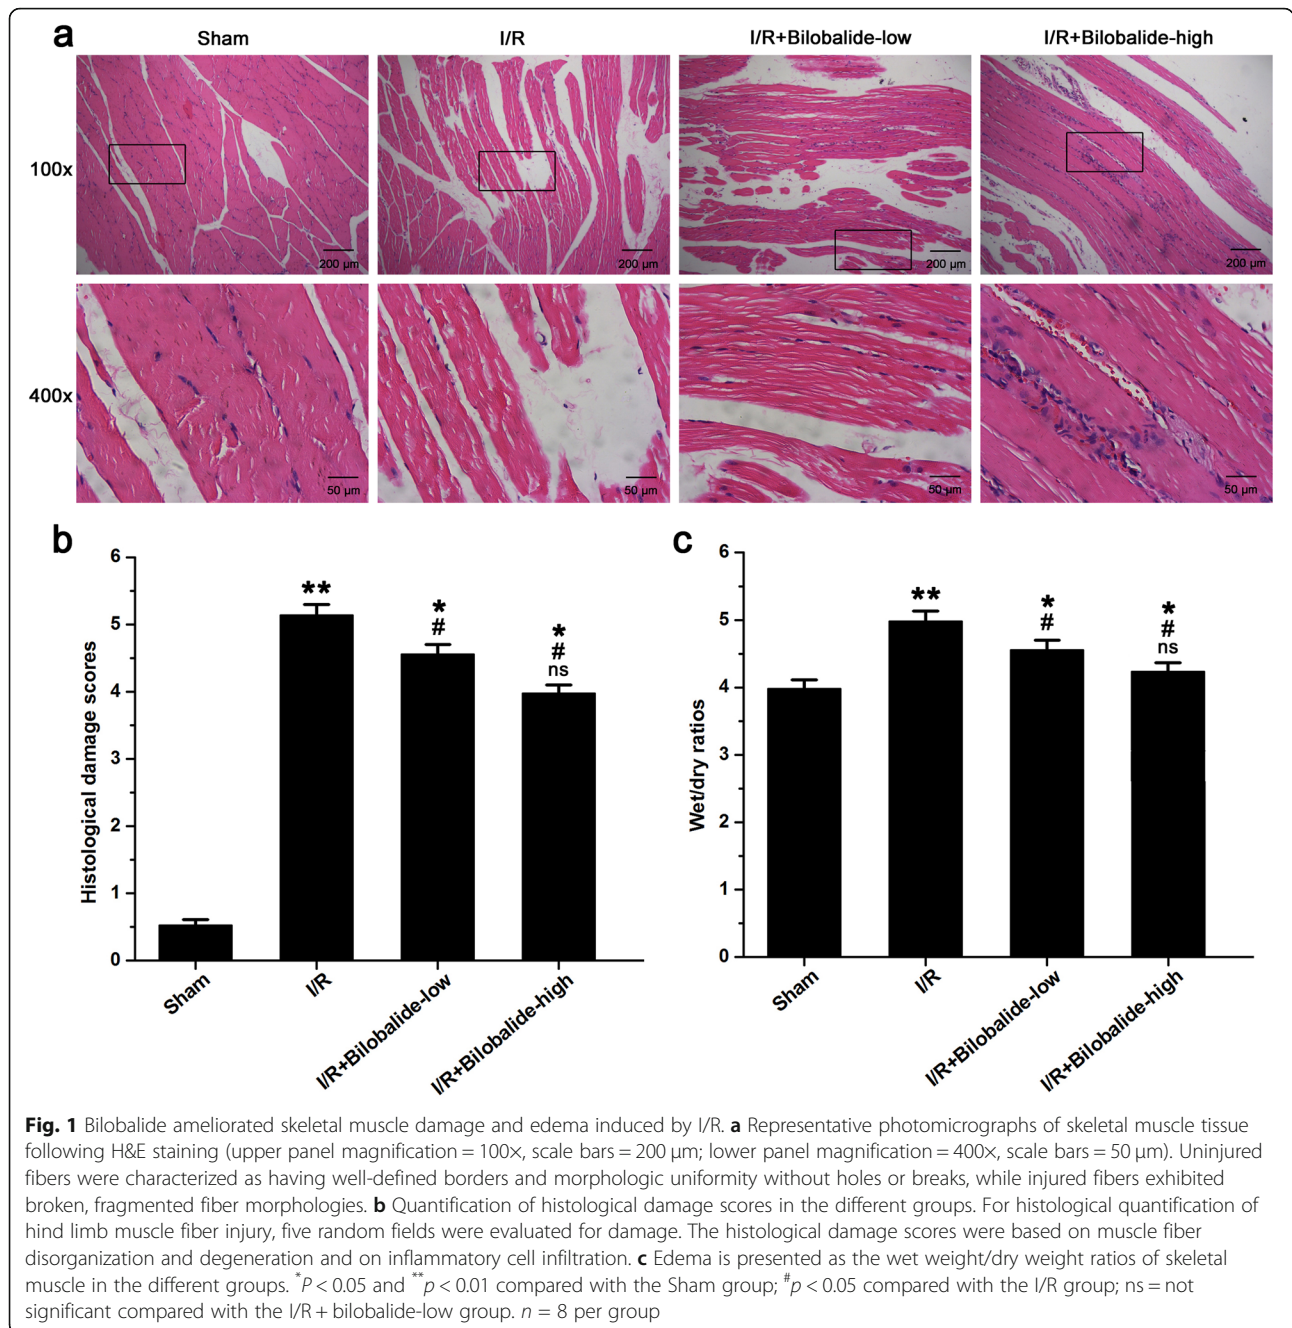 a
Sham I/R I/R+Bilobalide-low I/R+Bilobalide-high
100x
200 μm 200 μm 200 μm 200 μm
400x
50 μm 50 μm 50 μm 50 μm
b
Histological damage scores
6
5
4
3
2
1
0
**
*
#
*
#
ns
Sham
I/R
I/R+Bilobalide-low
I/R+Bilobalide-high
c
Wet/dry ratios
6
5
4
3
2
1
0
**
*
#
*
#
ns
Sham
I/R
I/R+Bilobalide-low
I/R+Bilobalide-high
Fig. 1 Bilobalide ameliorated skeletal muscle damage and edema induced by I/R. a Representative photomicrographs of skeletal muscle tissue
following H&E staining (upper panel magnification = 100×, scale bars = 200 μm; lower panel magnification = 400×, scale bars = 50 μm). Uninjured
fibers were characterized as having well-defined borders and morphologic uniformity without holes or breaks, while injured fibers exhibited
broken, fragmented fiber morphologies. b Quantification of histological damage scores in the different groups. For histological quantification of
hind limb muscle fiber injury, five random fields were evaluated for damage. The histological damage scores were based on muscle fiber
disorganization and degeneration and on inflammatory cell infiltration. c Edema is presented as the wet weight/dry weight ratios of skeletal
muscle in the different groups. *P < 0.05 and **p < 0.01 compared with the Sham group; #p < 0.05 compared with the I/R group; ns = not
significant compared with the I/R + bilobalide-low group. n = 8 per group